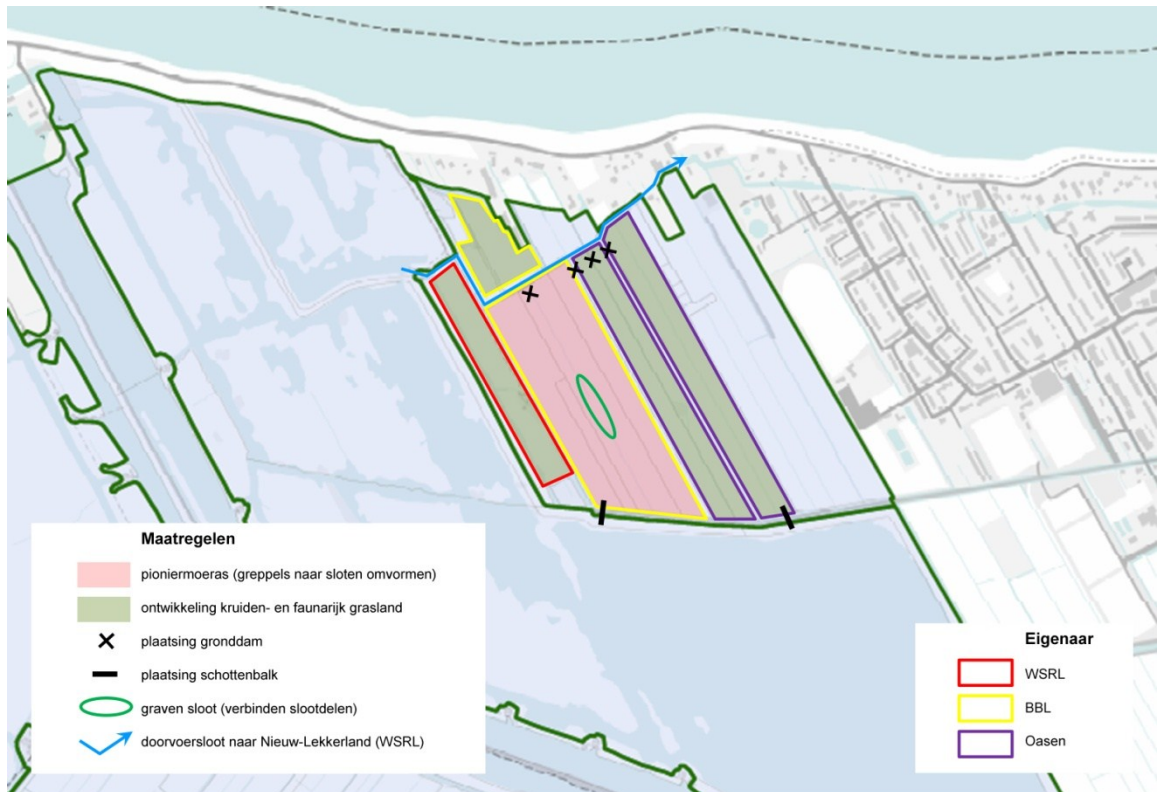 Maatregelen
pioniermoeras (greppels naar sloten omvormen)
ontwikkeling kruiden- en faunarijk grasland
plaatsing gronddam
plaatsing schottenbalk
graven sloot (verbinden slootdelen)
doorvoersloot naar Nieuw-Lekkerland (WSRL)
Eigenaar
WSRL
BBL
Oasen